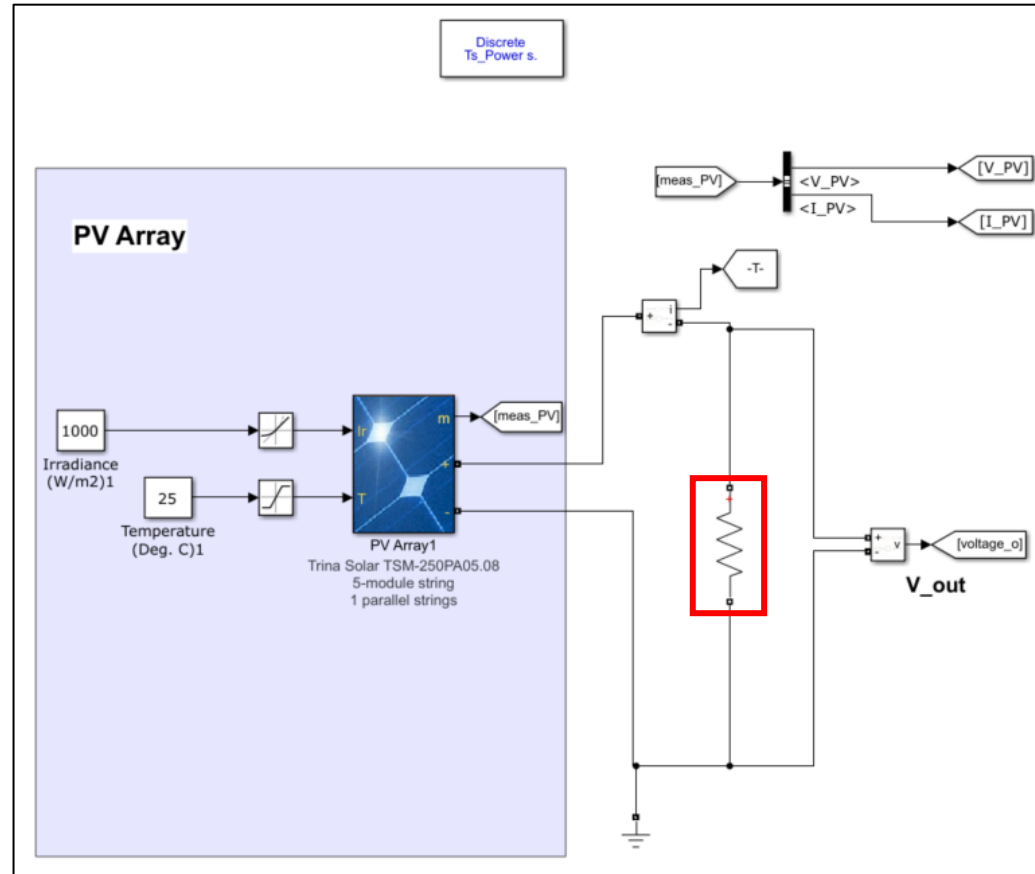 Discrete
Ts_Power s.
[meas_PV]
<V_PV>
<I_PV>
[V_PV]
[I_PV]
PV Array
-T-
+
i
-
1000
Irradiance
(W/m2)1
25
Temperature
(Deg. C)1
Ir
T
m
+
-
[meas_PV]
PV Array1
Trina Solar TSM-250PA05.08
5-module string
1 parallel strings
+
+
-
v
[voltage_o]
V_out